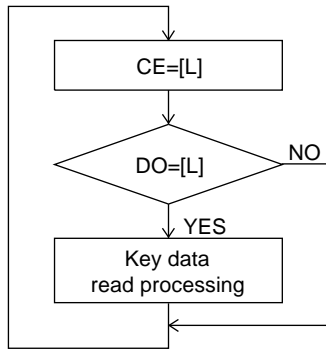 CE=[L]
DO=[L]
NO
YES
Key data
read processing